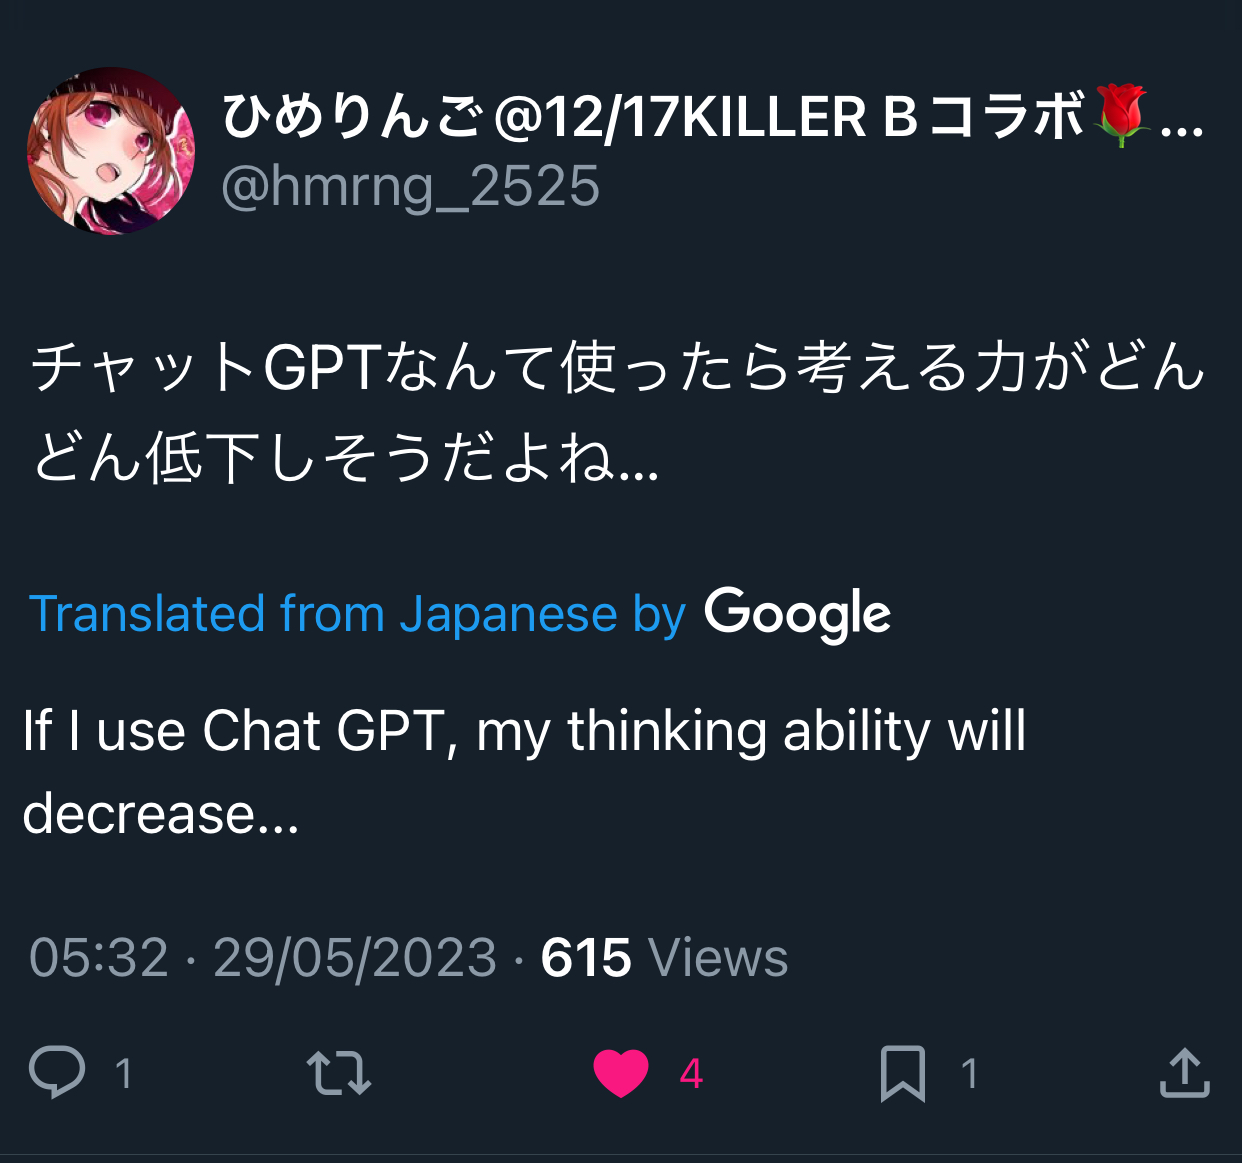 ひめりんご@12/17KILLER Bコラボ🌹...
@hmrng_2525
チャットGPTなんて使ったら考える力がどん
どん低下しそうだよね...
Translated from Japanese by Google
If I use Chat GPT, my thinking ability will
decrease...
05:32 · 29/05/2023 · 615 Views
1 4 1